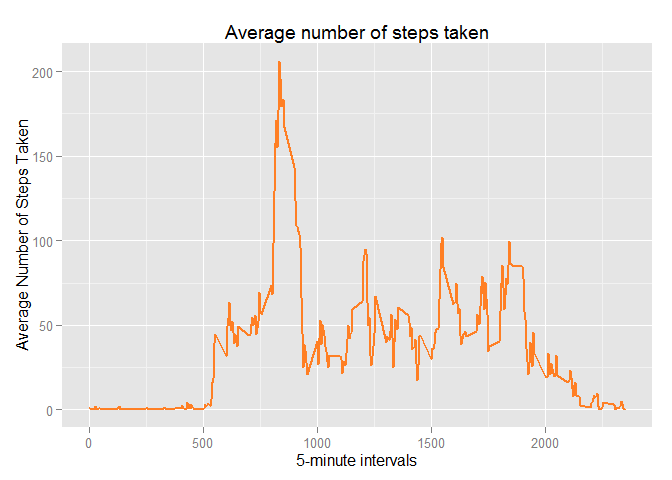 Average number of steps taken
Average Number of Steps Taken
200
150
100
50
0
0 500 1000 1500 2000
5-minute intervals